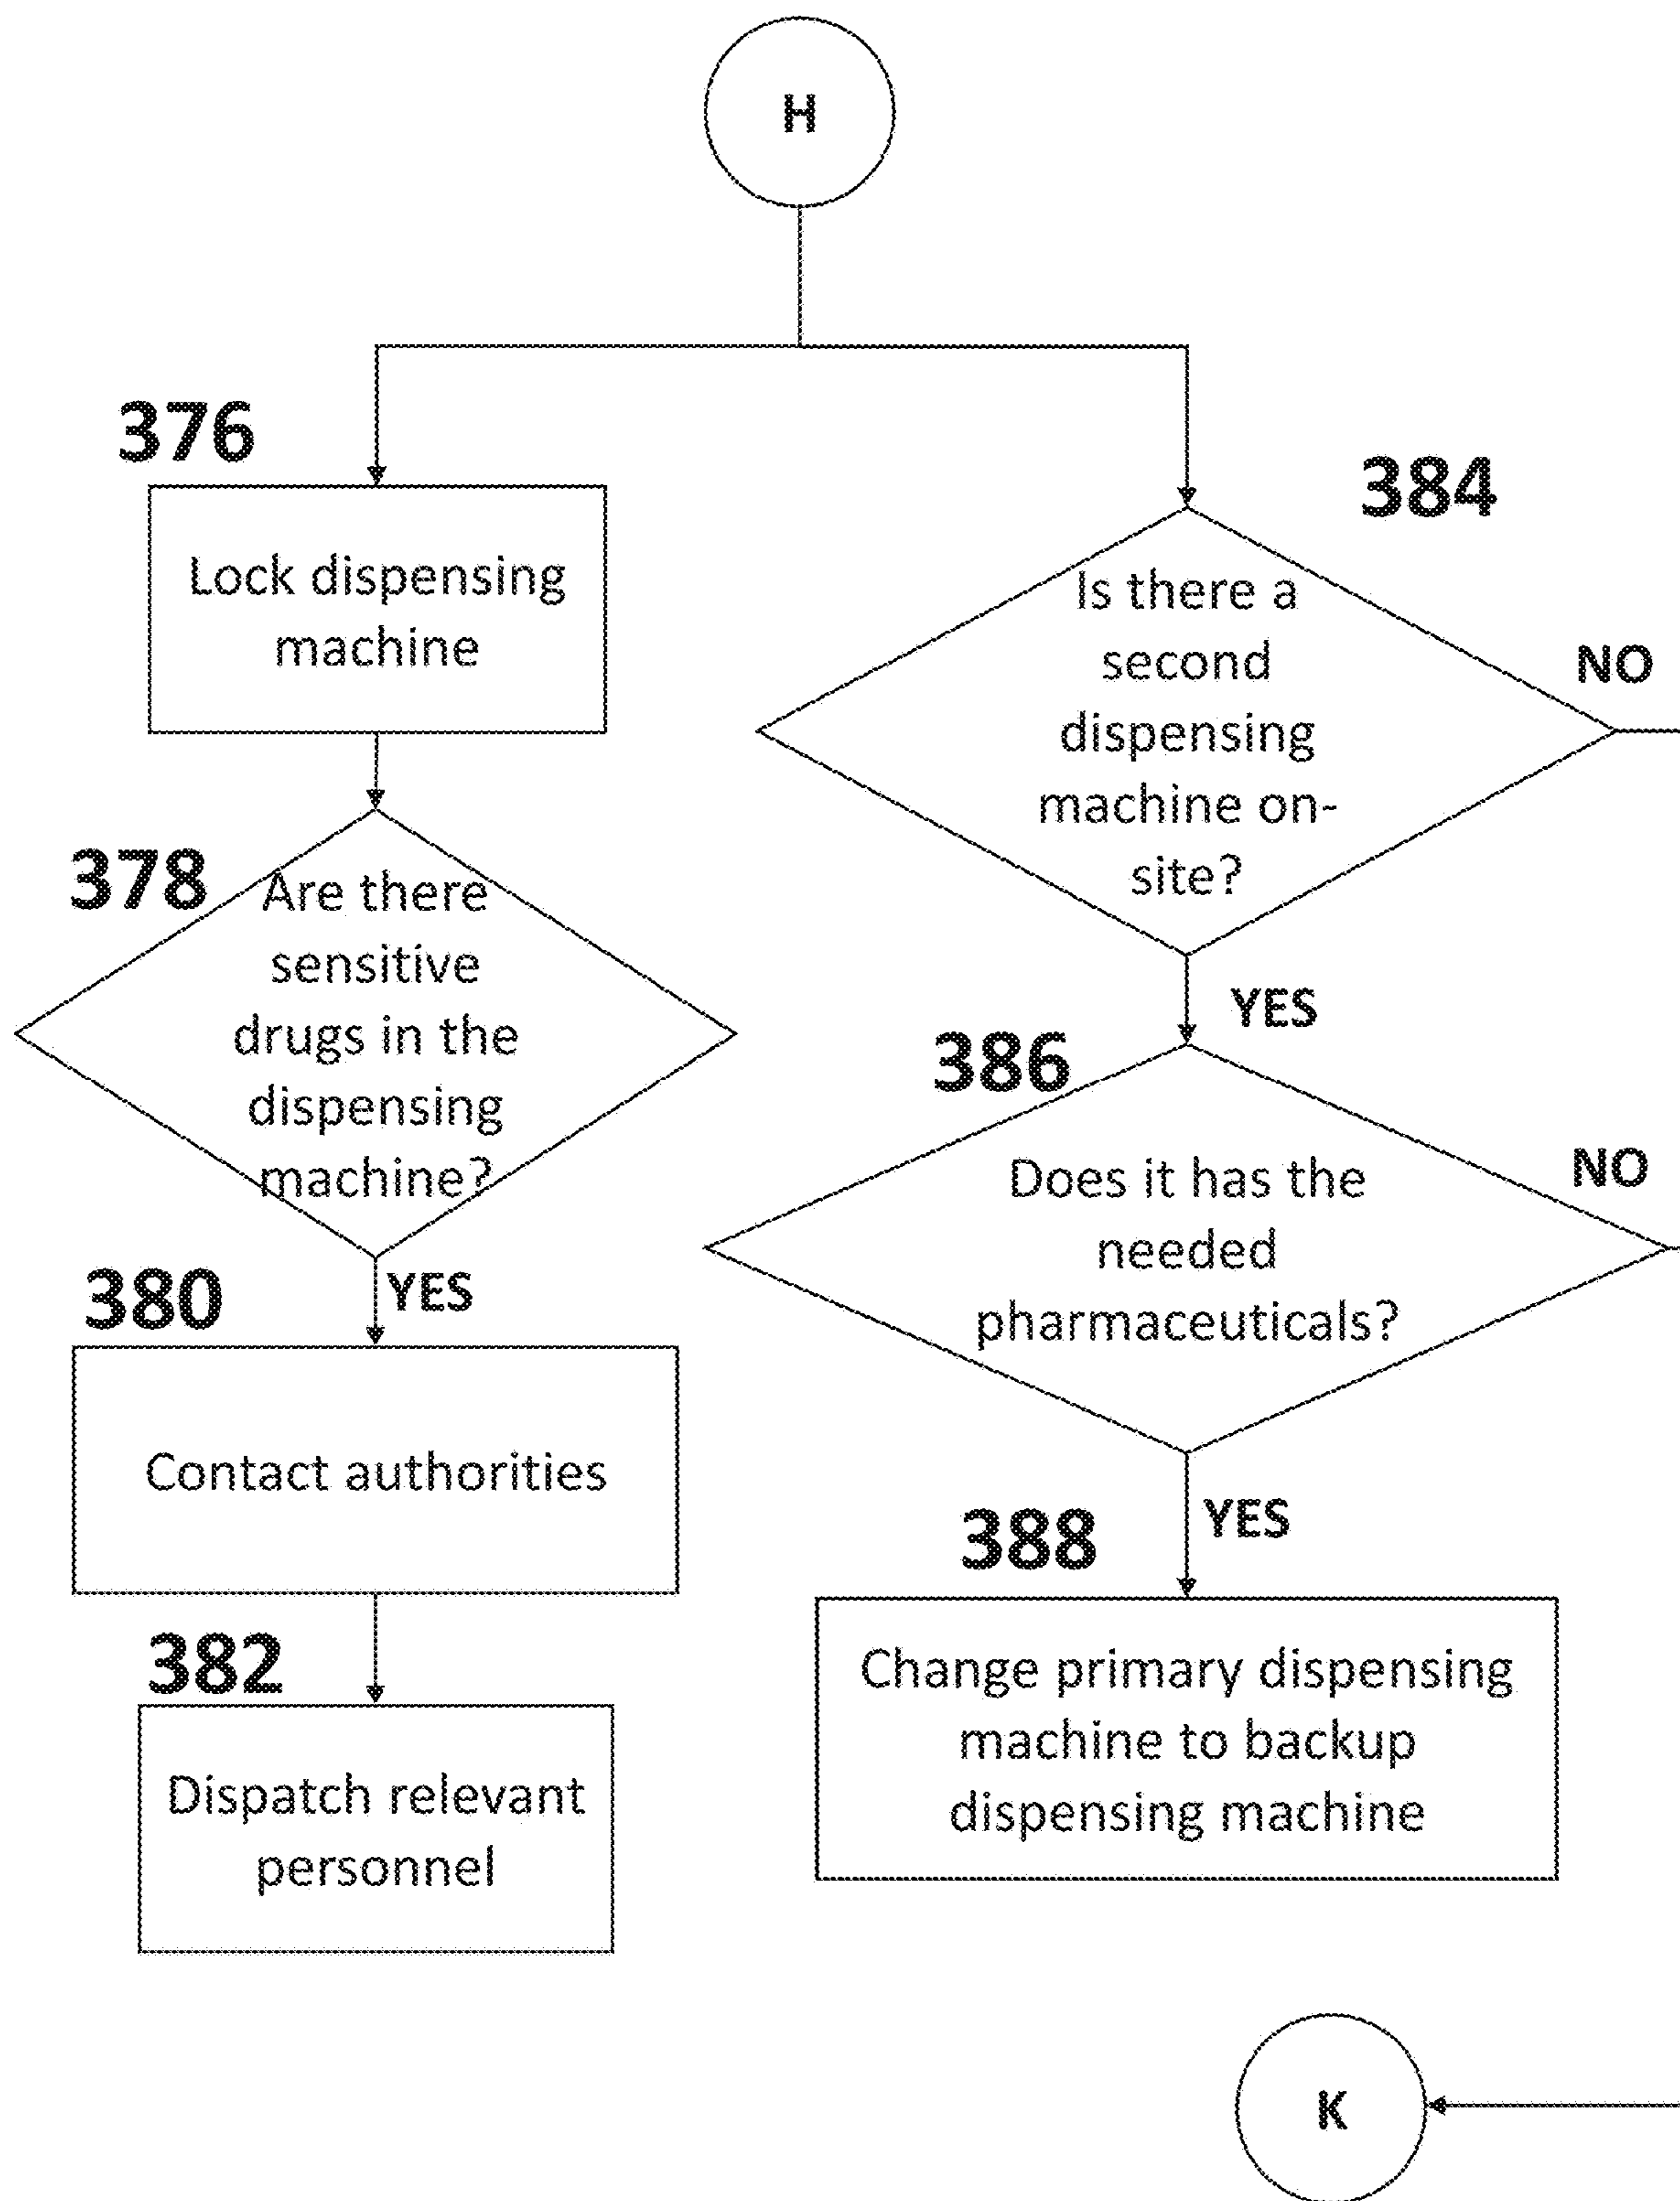 H
376
Lock dispensing
machine
378
Are there
sensitive
drugs in the
dispensing
machine?
380
YES
Contact authorities
382
Dispatch relevant
personnel
384
Is there a
second
dispensing
machine on-
site?
NO
YES
386
Does it has the
needed
pharmaceuticals?
NO
388
YES
Change primary dispensing
machine to backup
dispensing machine
K